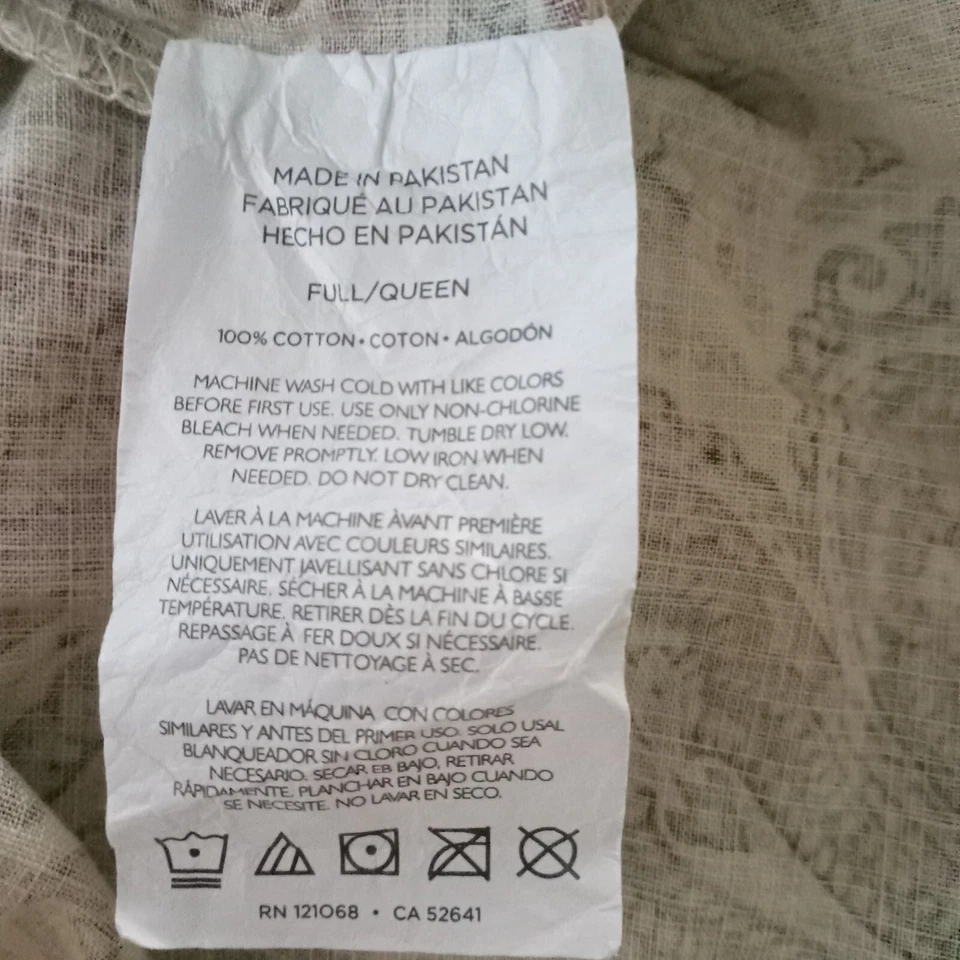 MADE IN PAKISTAN
FABRIQUÉ AU PAKISTAN
HECHO EN PAKISTÁN
FULL/QUEEN
100% COTTON • COTON • ALGODÓN
MACHINE WASH COLD WITH LIKE COLORS
BEFORE FIRST USE. USE ONLY NON-CHLORINE
BLEACH WHEN NEEDED. TUMBLE DRY LOW.
REMOVE PROMPTLY. LOW IRON WHEN
NEEDED. DO NOT DRY CLEAN.
LAVER À LA MACHINE ÀVANT PREMIÈRE
UTILISATION AVEC COULEURS SIMILAIRES.
UNIQUEMENT JAVELLISANT SANS CHLORE SI
NÉCESSAIRE. SÉCHER À LA MACHINE À BASSE
TEMPÉRATURE. RETIRER DÈS LA FIN DU CYCLE.
REPASSAGE À FER DOUX SI NÉCESSAIRE.
PAS DE NETTOYAGE À SEC.
LAVAR EN MÁQUINA CON COLORES
SIMILARES Y ANTES DEL PRIMER USO. SOLO USAL
BLANQUEADOR SIN CLORO CUANDO SEA
NECESARIO. SECAR EB BAJO, RETIRAR
RÁPIDAMENTE. PLANCHAR EN BAJO CUANDO
SE NECESITE. NO LAVAR EN SECO.
RN 121068 • CA 52641